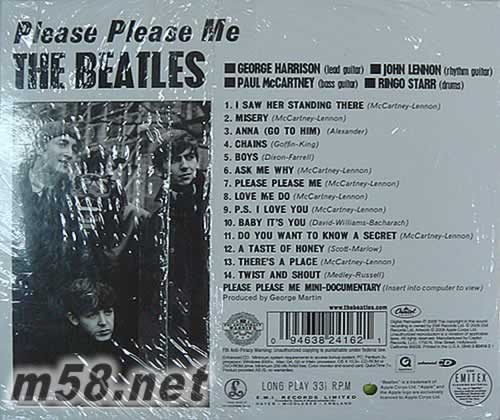 Please Please Me
THE BEATLES
GEORGE HARRISON (lead guitar) JOHN LENNON (rhythm guitar)
PAUL McCARTNEY (bass guitar) RINGO STARR (drums)
1. I SAW HER STANDING THERE (McCartney-Lennon)
2. MISERY (McCartney-Lennon)
3. ANNA (GO TO HIM) (Alexander)
4. CHAINS (Goffin-King)
5. BOYS (Dixon-Farrell)
6. ASK ME WHY (McCartney-Lennon)
7. PLEASE PLEASE ME (McCartney-Lennon)
8. LOVE ME DO (McCartney-Lennon)
9. P.S. I LOVE YOU (McCartney-Lennon)
10. BABY IT'S YOU (David-Williams-Bacharach)
11. DO YOU WANT TO KNOW A SECRET (McCartney-Lennon)
12. A TASTE OF HONEY (Scott-Marlow)
13. THERE'S A PLACE (McCartney-Lennon)
14. TWIST AND SHOUT (Medley-Russell)
PLEASE PLEASE ME MINI-DOCUMENTARY (Insert into computer to view)
Produced by George Martin
www.thebeatles.com
0 94638 24162 1
Capitol
LONG PLAY 33⅓ R.P.M
E.M.I. RECORDS LIMITED
EMI
EMITEX
m58.net